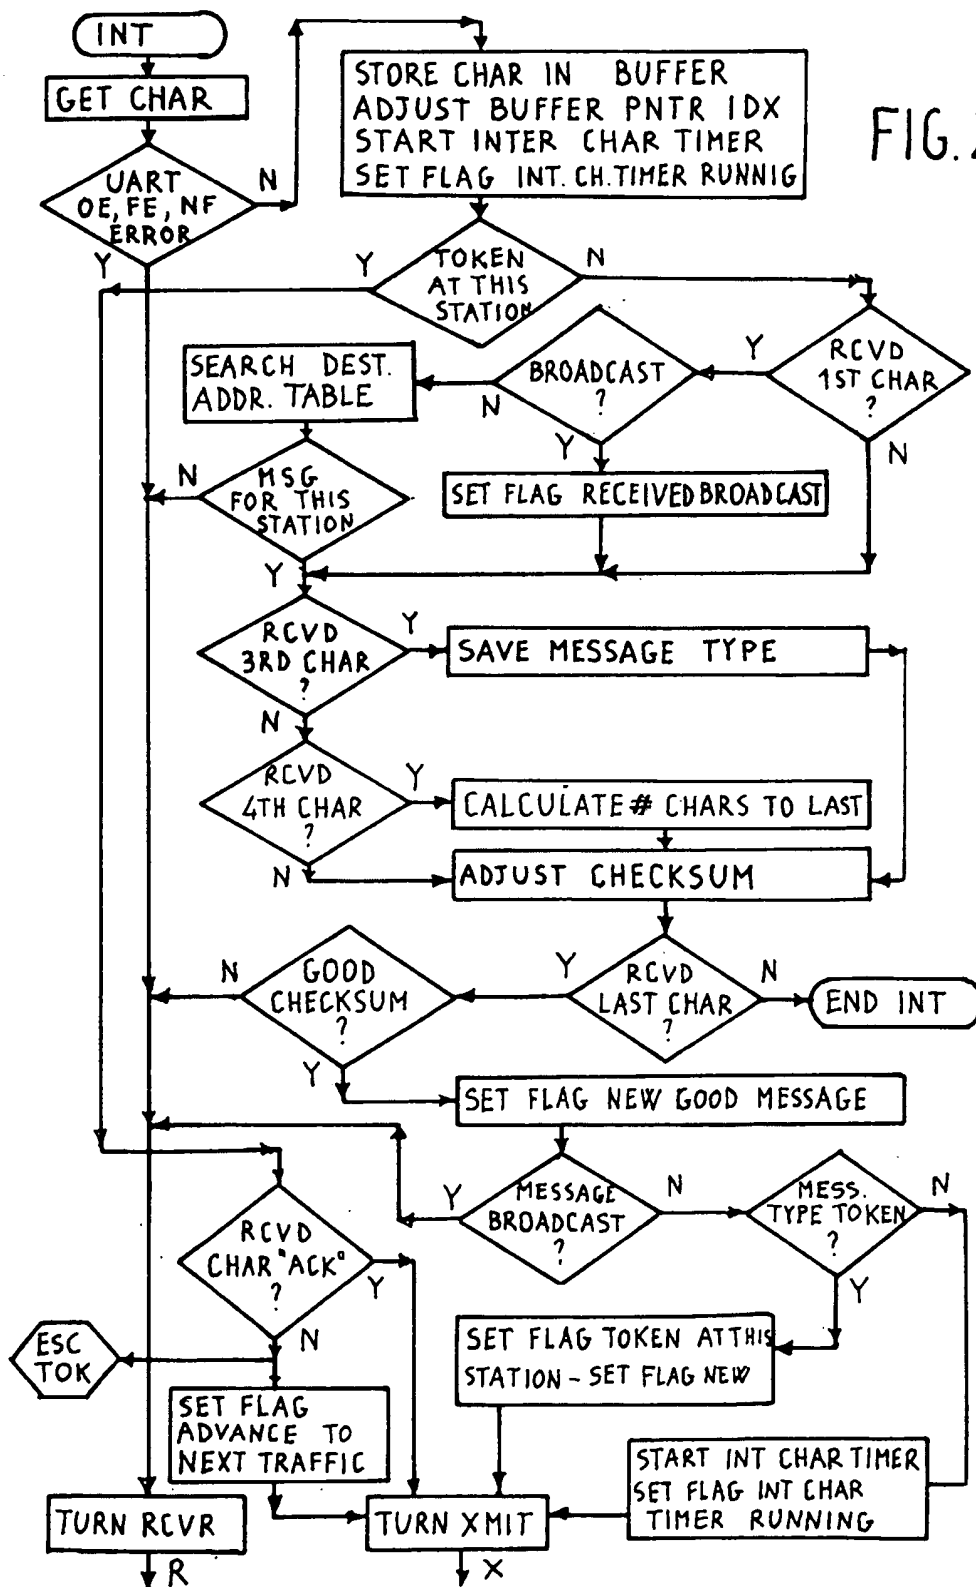 INT
GET CHAR
UART
OE, FE, NF
ERROR
N
Y
STORE CHAR IN BUFFER
ADJUST BUFFER PNTR IDX
START INTER CHAR TIMER
SET FLAG INT. CH. TIMER RUNNIG
FIG. 2
Y
TOKEN
AT THIS
STATION
N
SEARCH DEST.
ADDR. TABLE
BROADCAST
?
N
Y
Y
RCVD
1ST CHAR
?
N
N
MSG
FOR THIS
STATION
Y
SET FLAG RECEIVED BROADCAST
RCVD
3RD CHAR
?
Y
N
SAVE MESSAGE TYPE
RCVD
4TH CHAR
?
Y
N
CALCULATE # CHARS TO LAST
ADJUST CHECKSUM
N
GOOD
CHECKSUM
?
Y
Y
RCVD
LAST CHAR
?
N
END INT
SET FLAG NEW GOOD MESSAGE
Y
MESSAGE
BROADCAST
?
N
MESS.
TYPE TOKEN
?
N
Y
RCVD
CHAR "ACK"
?
Y
N
ESC
TOK
SET FLAG
ADVANCE TO
NEXT TRAFFIC
SET FLAG TOKEN AT THIS
STATION - SET FLAG NEW
START INT CHAR TIMER
SET FLAG INT CHAR
TIMER RUNNING
TURN RCVR
TURN XMIT
R
X